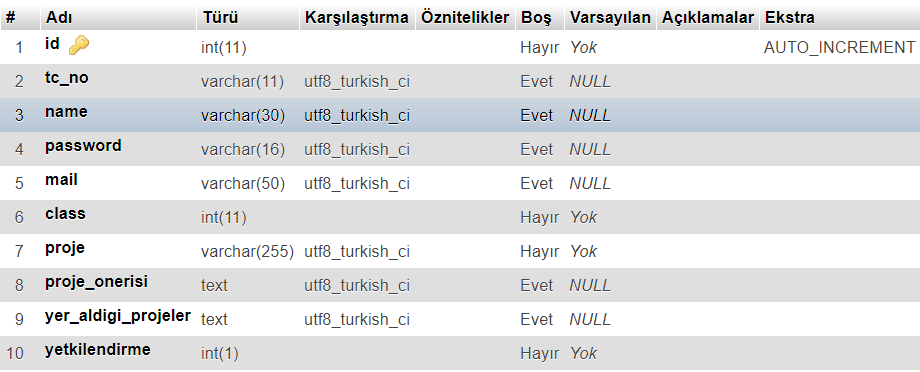 # Adı Türü Karşılaştırma Öznitelikler Boş Varsayılan Açıklamalar Ekstra
1 id int(11) Hayır Yok AUTO_INCREMENT
2 tc_no varchar(11) utf8_turkish_ci Evet NULL
3 name varchar(30) utf8_turkish_ci Evet NULL
4 password varchar(16) utf8_turkish_ci Evet NULL
5 mail varchar(50) utf8_turkish_ci Evet NULL
6 class int(11) Hayır Yok
7 proje varchar(255) utf8_turkish_ci Hayır Yok
8 proje_onerisi text utf8_turkish_ci Evet NULL
9 yer_aldigi_projeler text utf8_turkish_ci Evet NULL
10 yetkilendirme int(1) Hayır Yok